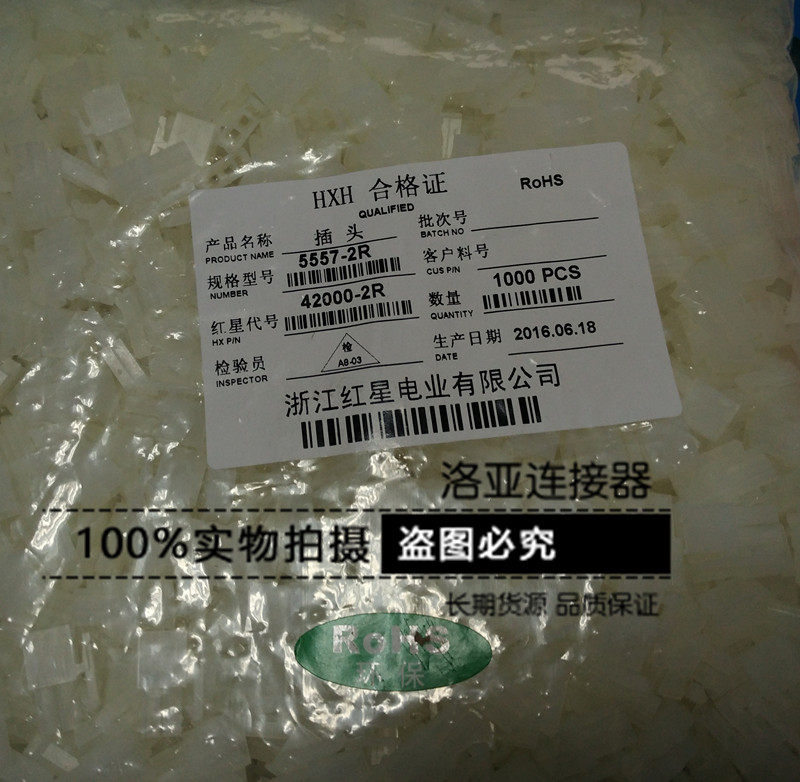 HXH 合格证
RoHS
QUALIFIED
产品名称 插头
PRODUCT NAME
批次号
BATCH NO
规格型号 5557-2R
NUMBER
客户料号
CUS P/N
红星代号 42000-2R
HX P/N
数量 1000 PCS
QUANTITY
检验员 检
INSPECTOR A6-03
生产日期 2016.06.18
DATE
浙江红星电业有限公司
洛亚连接器
100%实物拍摄 盗图必究
长期货源 品质保证
RoHS
环保